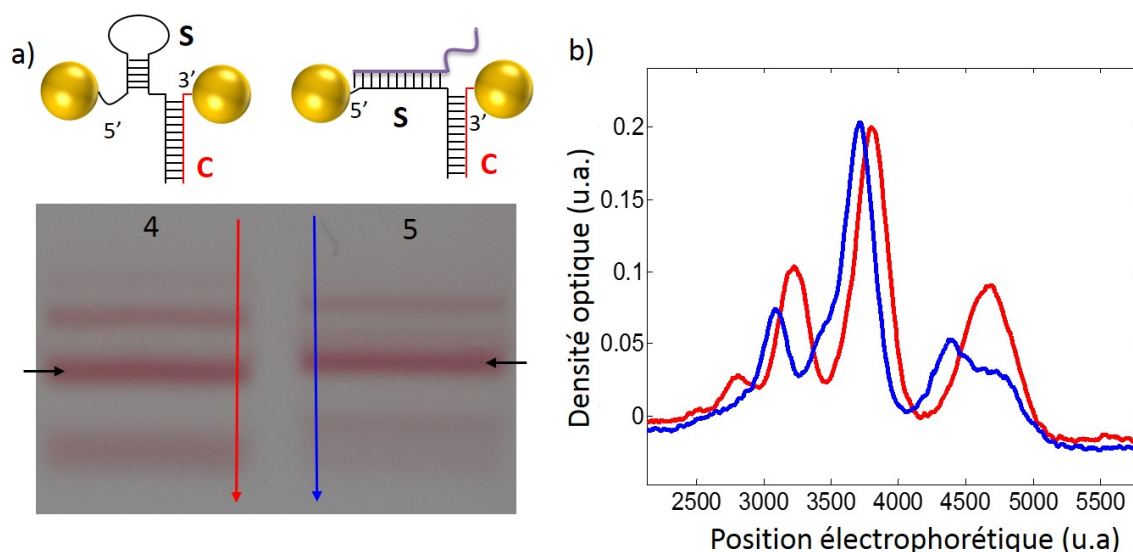 a)
S
3’
5’
C
5’
S
3’
C
4
5
b)
Densité optique (u.a.)
0.2
0.15
0.1
0.05
0
2500 3000 3500 4000 4500 5000 5500
Position électrophorétique (u.a)